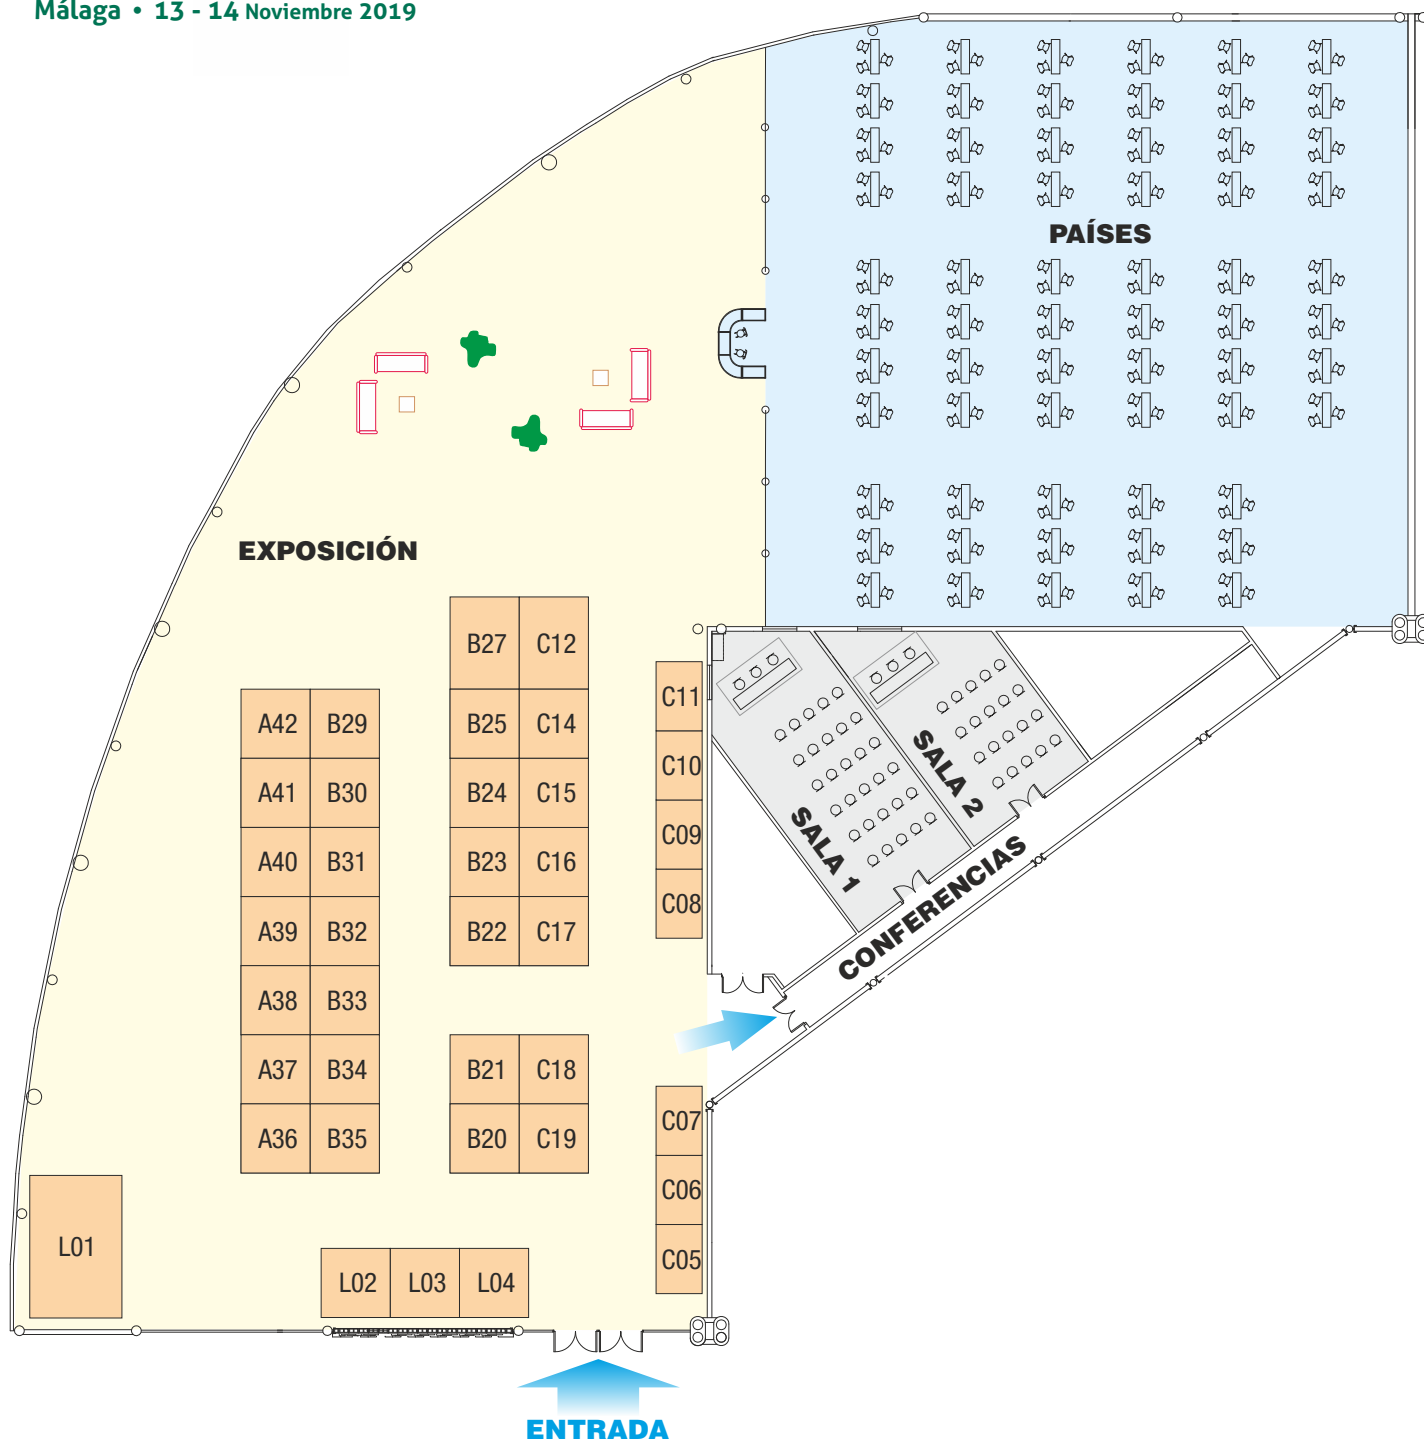 Málaga • 13 - 14 Noviembre 2019
PAÍSES
EXPOSICIÓN
B27 C12
C11
A42 B29 B25 C14
C10
A41 B30 B24 C15
C09
A40 B31 B23 C16
C08
A39 B32 B22 C17
SALA 1
SALA 2
CONFERENCIAS
A38 B33
A37 B34 B21 C18
C07
A36 B35 B20 C19
C06
L01
C05
L02 L03 L04
ENTRADA